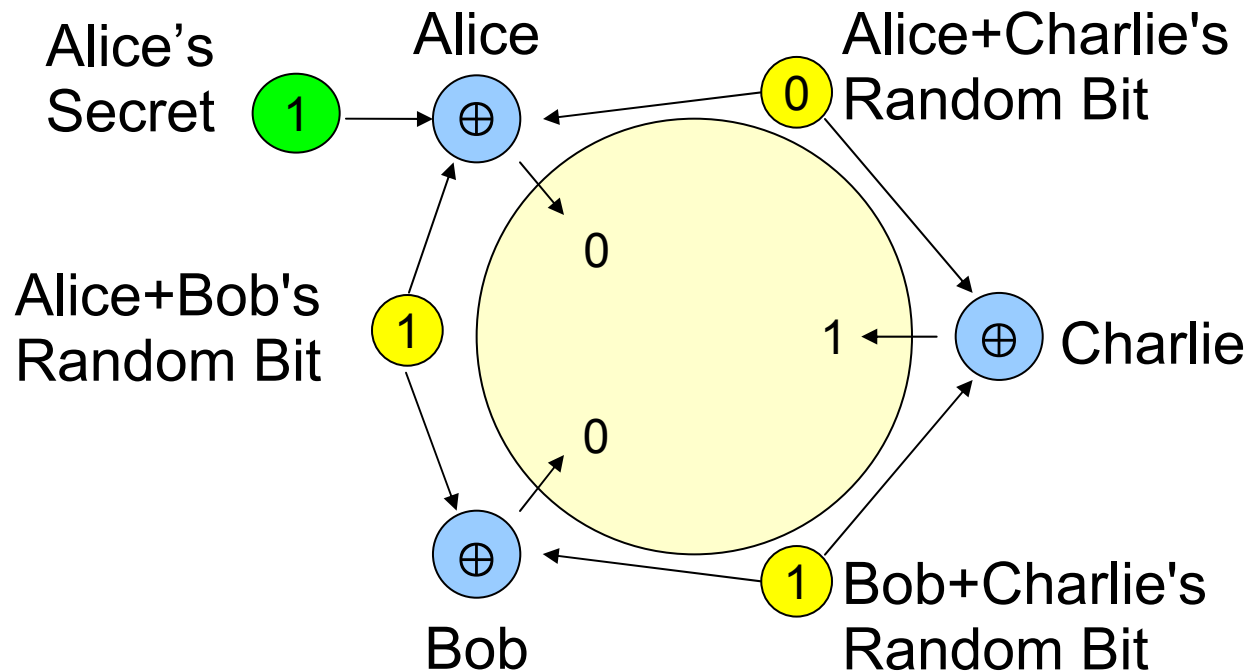 Alice’s
Secret
1
Alice
⊕
0
Alice+Charlie's
Random Bit
0
Alice+Bob's
Random Bit
1
1
⊕
Charlie
0
⊕
Bob
1
Bob+Charlie's
Random Bit